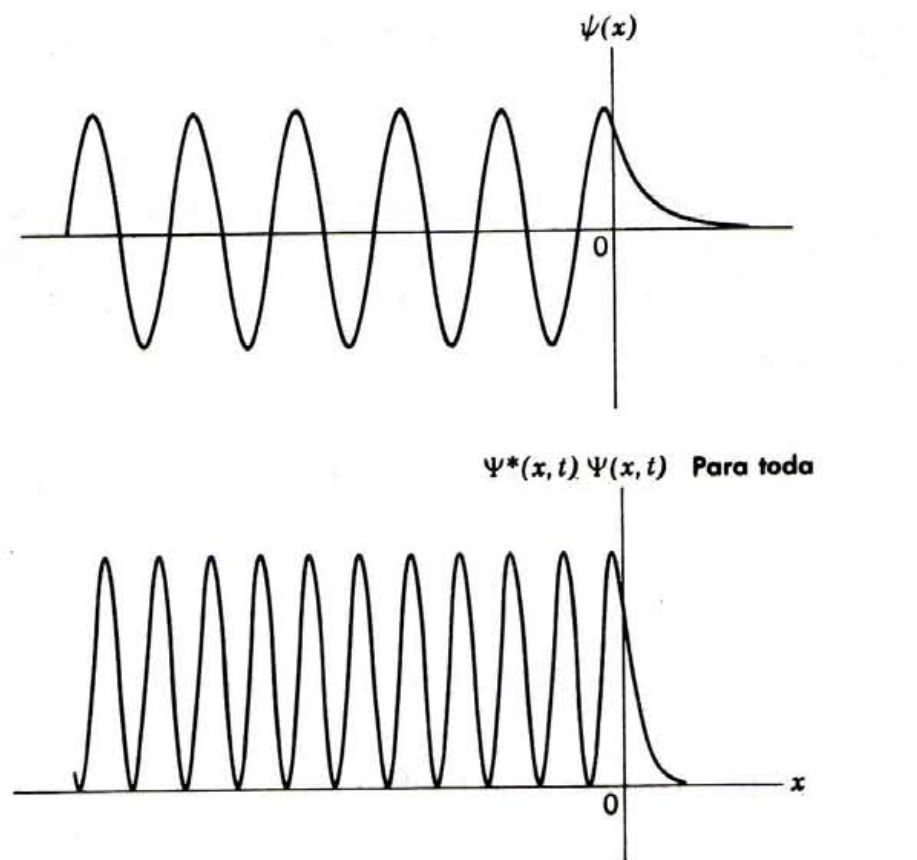 ψ(x)
0
Ψ*(x, t) Ψ(x, t) Para toda
x
0